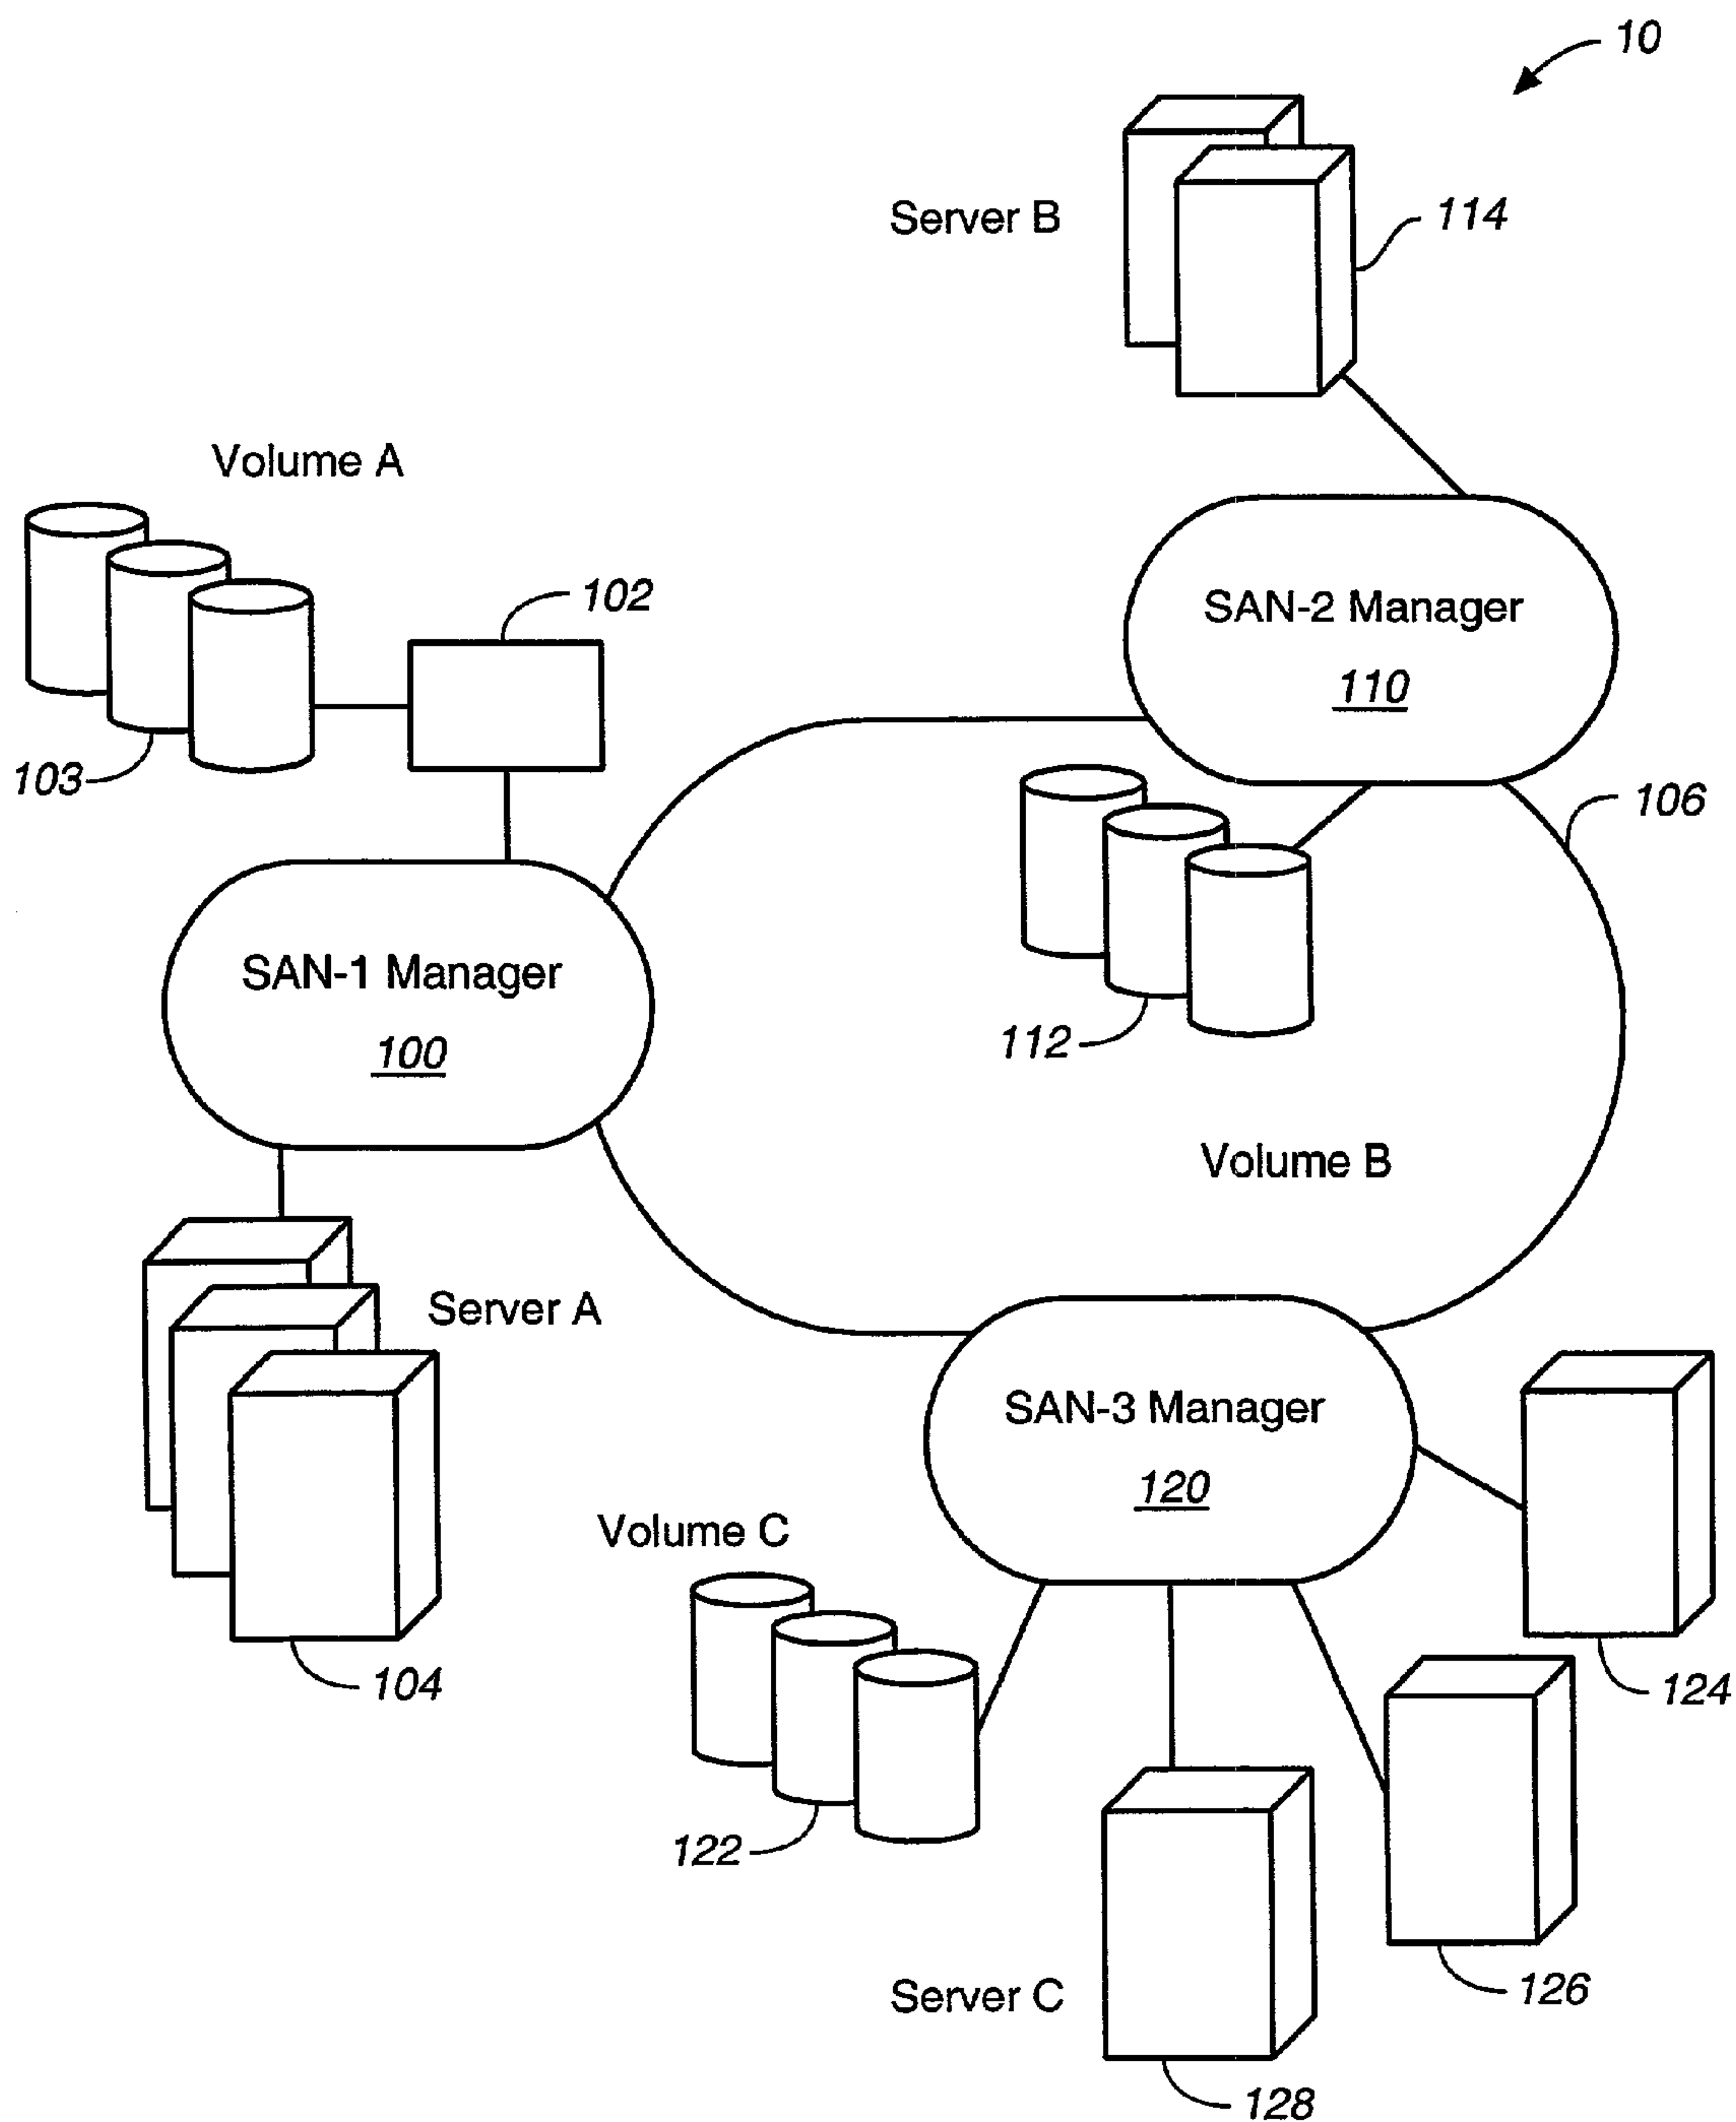 10
Server B
114
Volume A
102
SAN-2 Manager
110
103
106
SAN-1 Manager
100
112
Volume B
Server A
SAN-3 Manager
120
Volume C
104
124
122
126
Server C
128